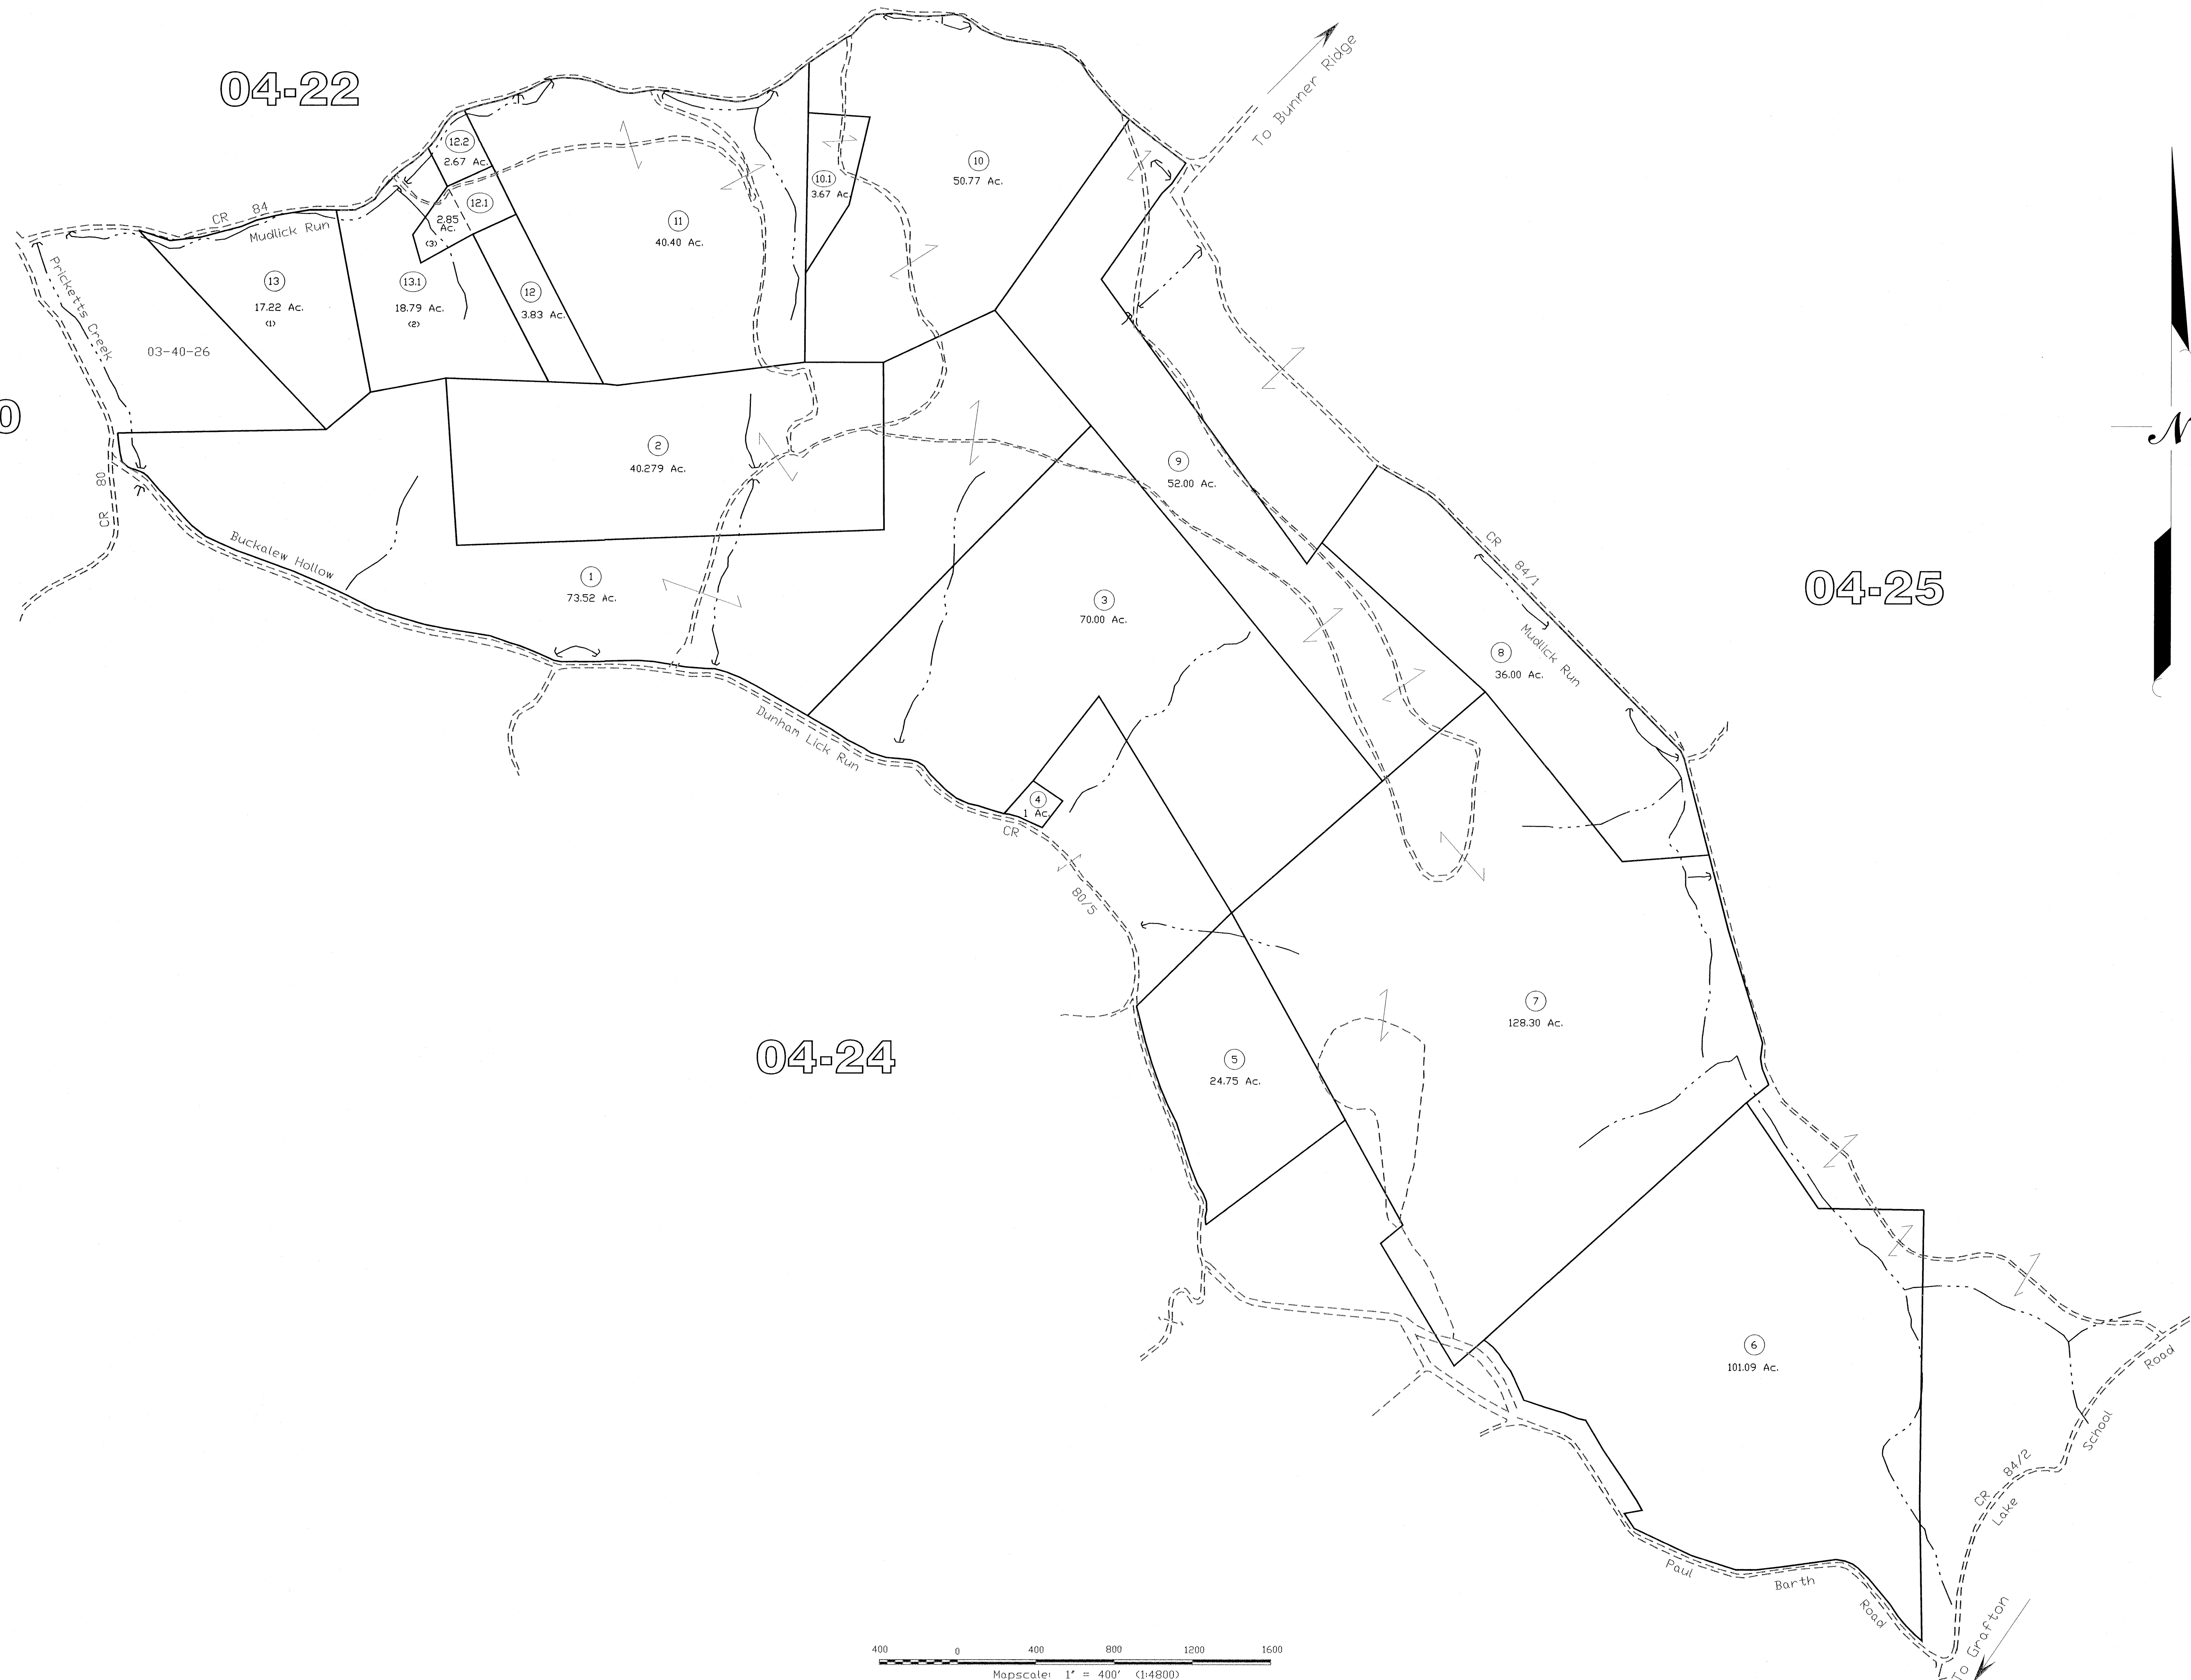 04-22
To Bunner Ridge
12.2
2.67 Ac.
10
50.77 Ac.
10.1
3.67 Ac.
12.1
2.85
Ac.
(3)
CR 84
Mudlick Run
11
40.40 Ac.
Pricketts Creek
13
17.22 Ac.
(1)
13.1
18.79 Ac.
(2)
12
3.83 Ac.
03-40-26
0
N
2
40.279 Ac.
9
52.00 Ac.
CR 80
Buckalew Hollow
CR 84/1
04-25
1
73.52 Ac.
3
70.00 Ac.
Mudlick Run
8
36.00 Ac.
Dunham Lick Run
4
1 Ac.
CR 80/5
7
128.30 Ac.
04-24
5
24.75 Ac.
6
101.09 Ac.
CR 84/2
Lake School Road
Paul Barth Road
To Grafton
400 0 400 800 1200 1600
Mapscale: 1" = 400' (1:4800)